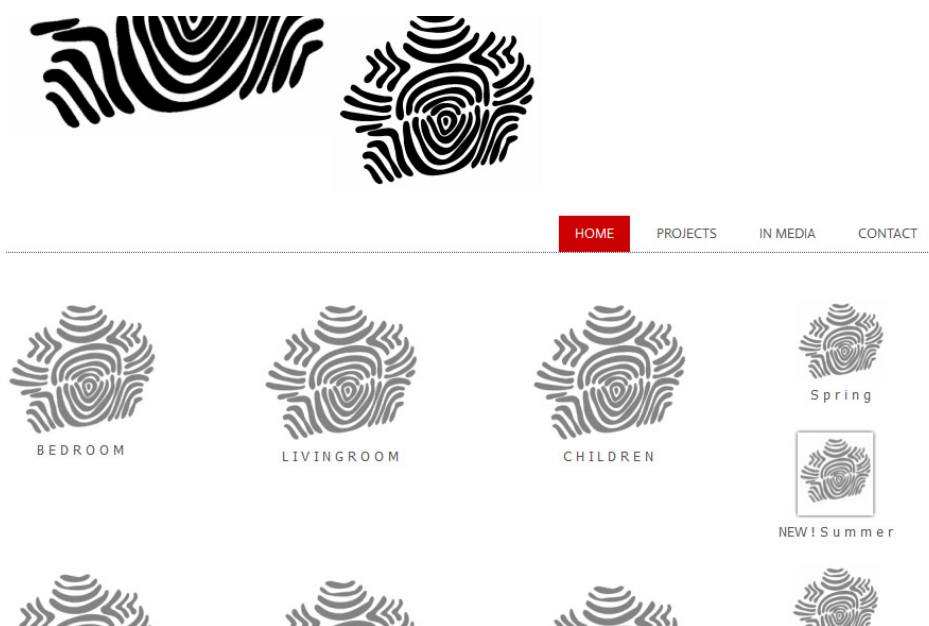 HOME PROJECTS IN MEDIA CONTACT
BEDROOM
LIVINGROOM
CHILDREN
Spring
NEW!Summer